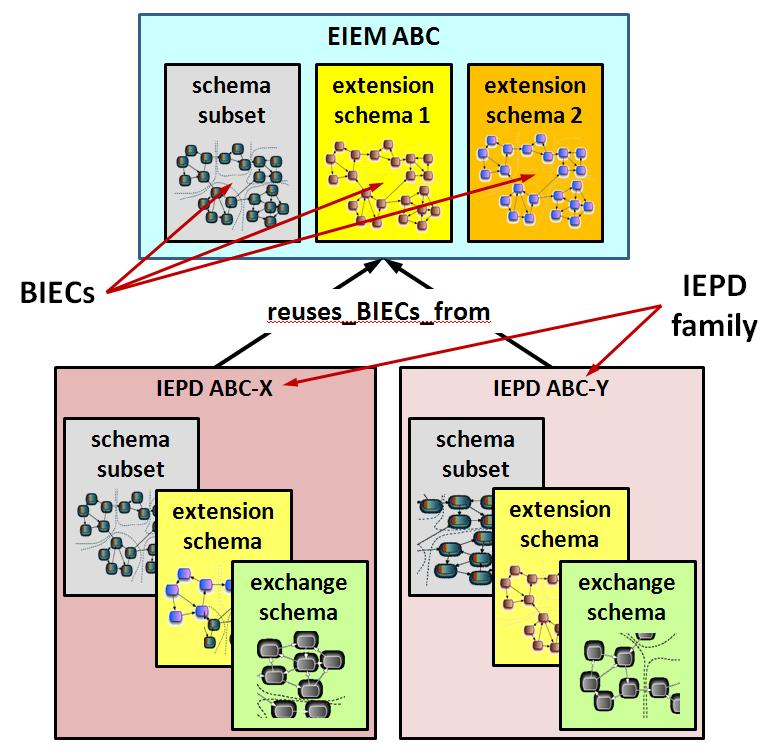 EIEM ABC
schema
subset
extension
schema 1
extension
schema 2
BIECs
IEPD
family
reuses_BIECs_from
IEPD ABC-X
schema
subset
extension
schema
exchange
schema
IEPD ABC-Y
schema
subset
extension
schema
exchange
schema